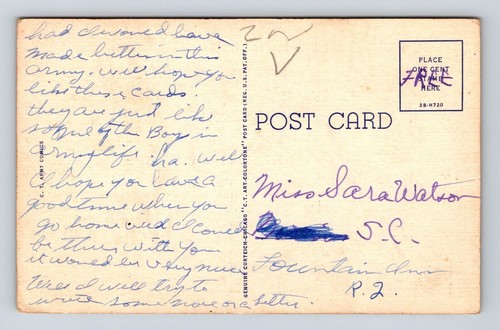 had I would have
made better in this
army. Will hope you
like these cards.
they are just like
some of the Boys in
army life. ha. Well
I hope you have a
good time when you
go home wed if I could
be there with you
it would be very nice
I will try to
write some more or a letter.
C. T. ARMY COMICS
GENUINE CURTEICH-CHICAGO "C.T. ART-COLORTONE" POST CARD (REG. U.S. PAT. OFF.)
POST CARD
PLACE
ONE CENT
STAMP
HERE
2B-H720
FREE
Miss Sara Watson
S.C.
Fountain Inn
R.2.